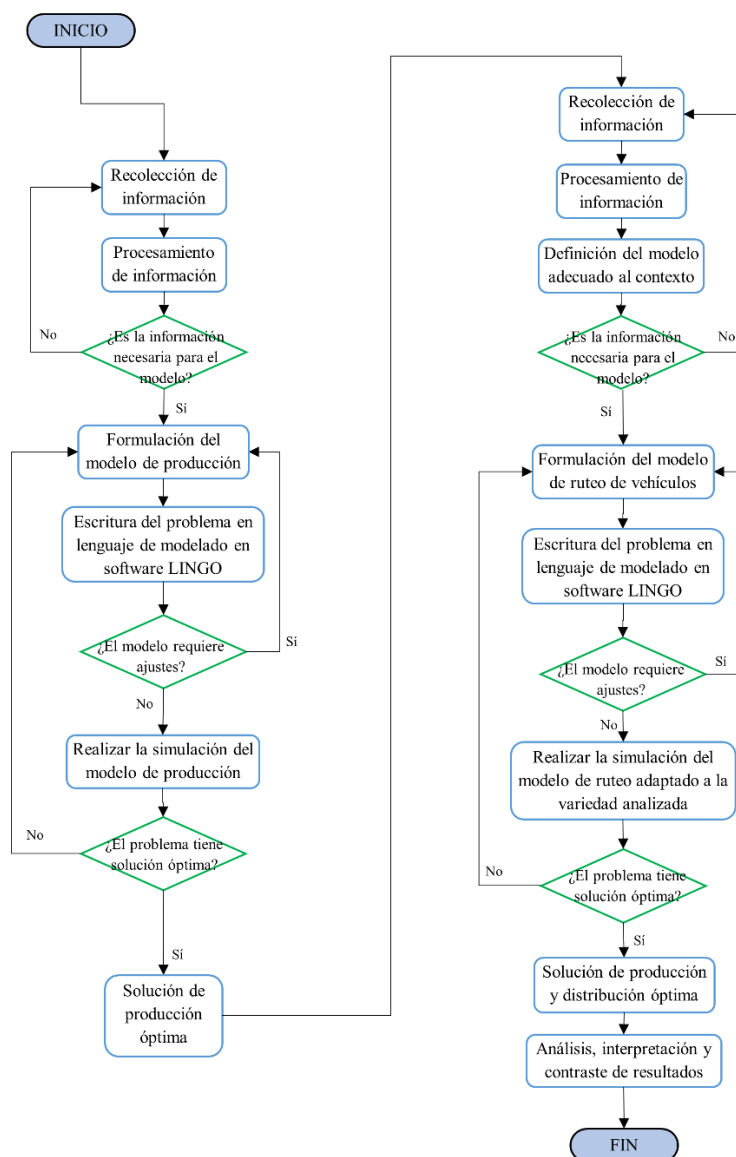 INICIO
Recolección de
información
Procesamiento
de información
¿Es la información
necesaria para el
modelo?
No
Sí
Formulación del
modelo de producción
Escritura del problema en
lenguaje de modelado en
software LINGO
¿El modelo requiere
ajustes?
Sí
No
Realizar la simulación del
modelo de producción
¿El problema tiene
solución óptima?
No
Sí
Solución de
producción
óptima
Recolección de
información
Procesamiento de
información
Definición del modelo
adecuado al contexto
¿Es la información
necesaria para el
modelo?
No
Sí
Formulación del modelo
de ruteo de vehículos
Escritura del problema en
lenguaje de modelado en
software LINGO
¿El modelo requiere
ajustes?
Sí
No
Realizar la simulación del
modelo de ruteo adaptado a la
variedad analizada
¿El problema tiene
solución óptima?
No
Sí
Solución de producción
y distribución óptima
Análisis, interpretación y
contraste de resultados
FIN